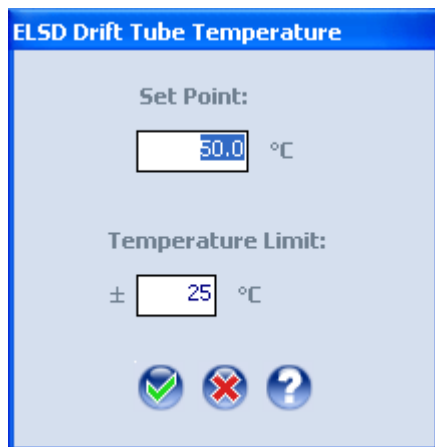 ELSD Drift Tube Temperature
Set Point:
50.0 °C
Temperature Limit:
± 25 °C
?